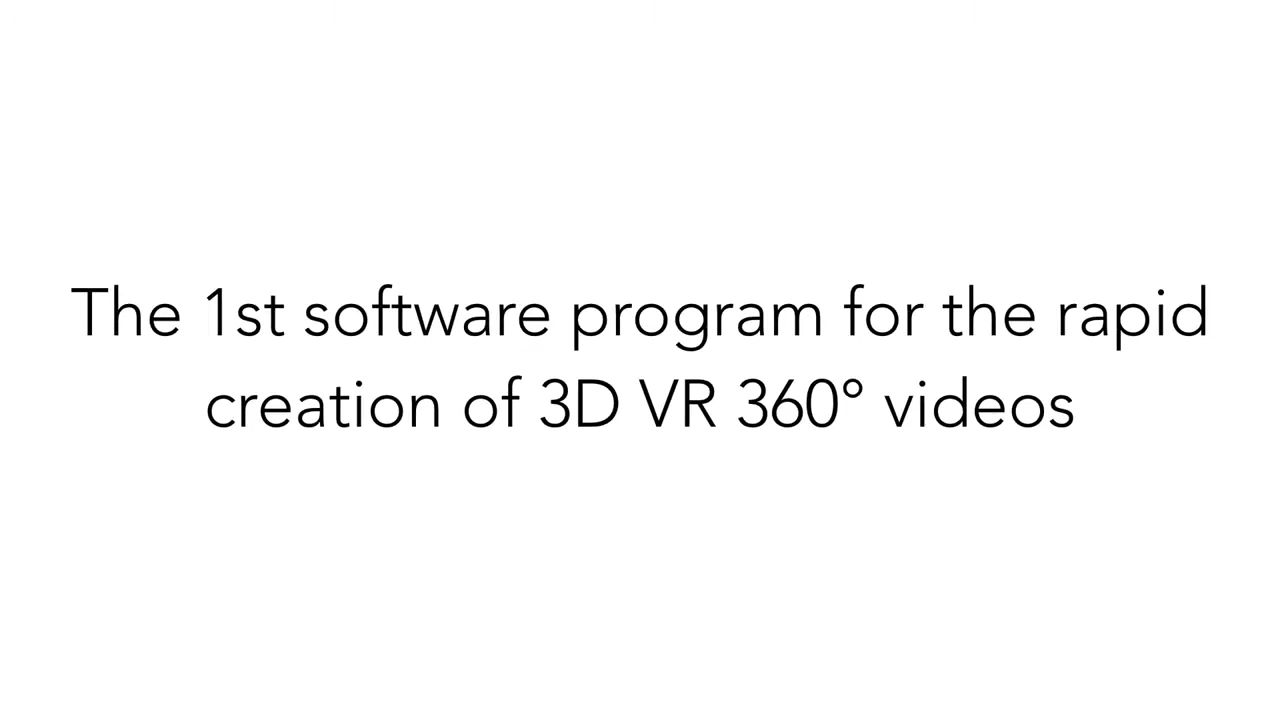 The 1st software program for the rapid
creation of 3D VR 360° videos